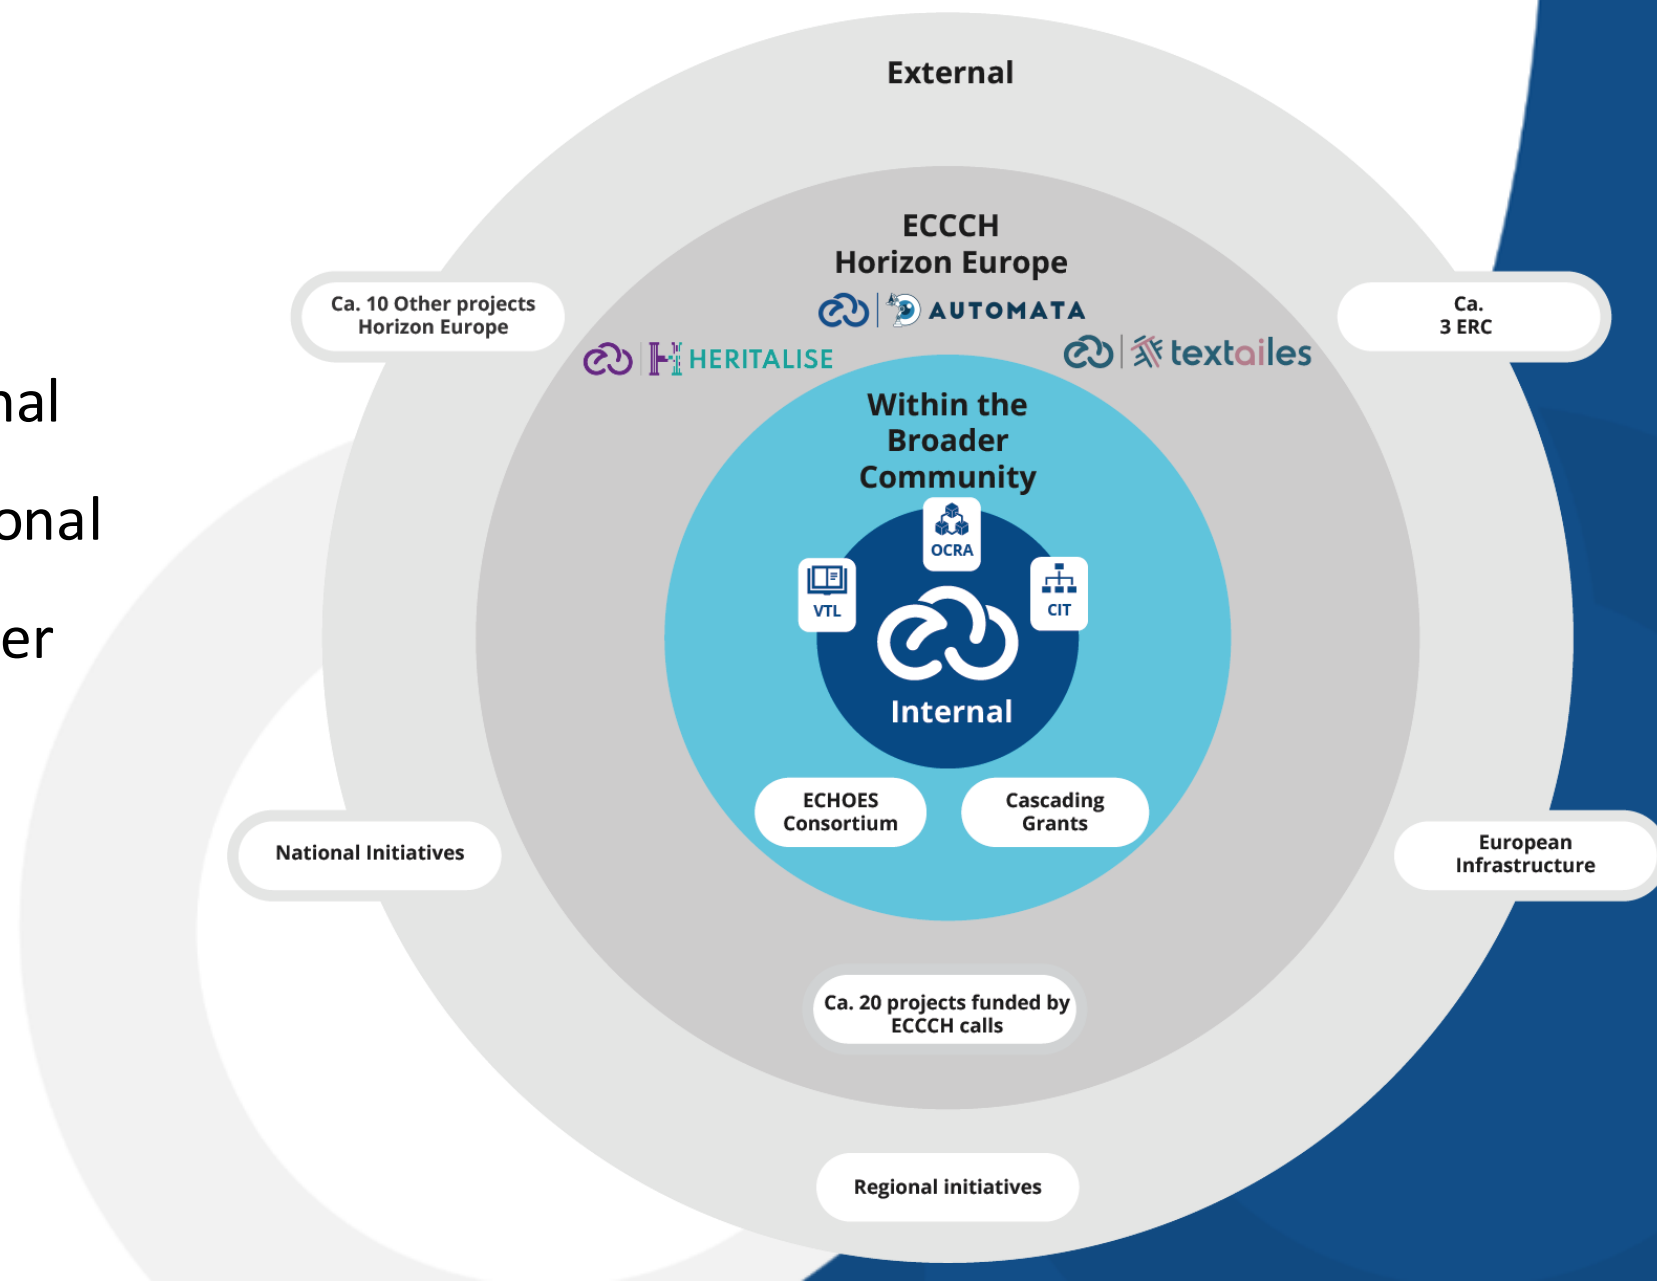 External
ECCCH
Horizon Europe
AUTOMATA
HERITALISE
textailes
Ca. 10 Other projects
Horizon Europe
Ca.
3 ERC
nal
onal
er
Within the
Broader
Community
OCRA
VTL
CIT
Internal
ECHOES
Consortium
Cascading
Grants
National Initiatives
European
Infrastructure
Ca. 20 projects funded by
ECCCH calls
Regional initiatives